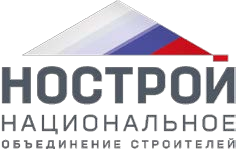 НОСТРОЙ
НАЦИОНАЛЬНОЕ
ОБЪЕДИНЕНИЕ СТРОИТЕЛЕЙ